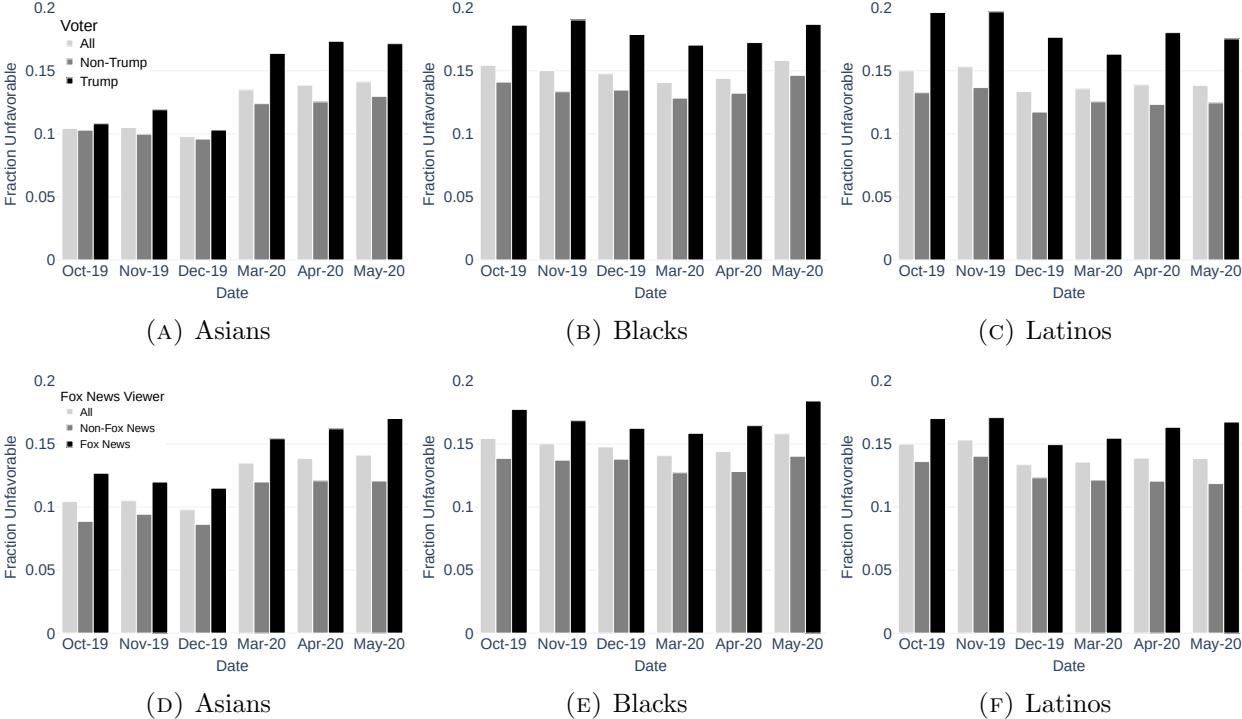 0.2
0.15
0.1
0.05
0
Fraction Unfavorable
Voter
All
Non-Trump
Trump
Oct-19 Nov-19 Dec-19 Mar-20 Apr-20 May-20
Date
(A) Asians
0.2
0.15
0.1
0.05
0
Fraction Unfavorable
Oct-19 Nov-19 Dec-19 Mar-20 Apr-20 May-20
Date
(B) Blacks
0.2
0.15
0.1
0.05
0
Fraction Unfavorable
Oct-19 Nov-19 Dec-19 Mar-20 Apr-20 May-20
Date
(C) Latinos
0.2
0.15
0.1
0.05
0
Fraction Unfavorable
Fox News Viewer
All
Non-Fox News
Fox News
Oct-19 Nov-19 Dec-19 Mar-20 Apr-20 May-20
Date
(D) Asians
0.2
0.15
0.1
0.05
0
Fraction Unfavorable
Oct-19 Nov-19 Dec-19 Mar-20 Apr-20 May-20
Date
(E) Blacks
0.2
0.15
0.1
0.05
0
Fraction Unfavorable
Oct-19 Nov-19 Dec-19 Mar-20 Apr-20 May-20
Date
(F) Latinos